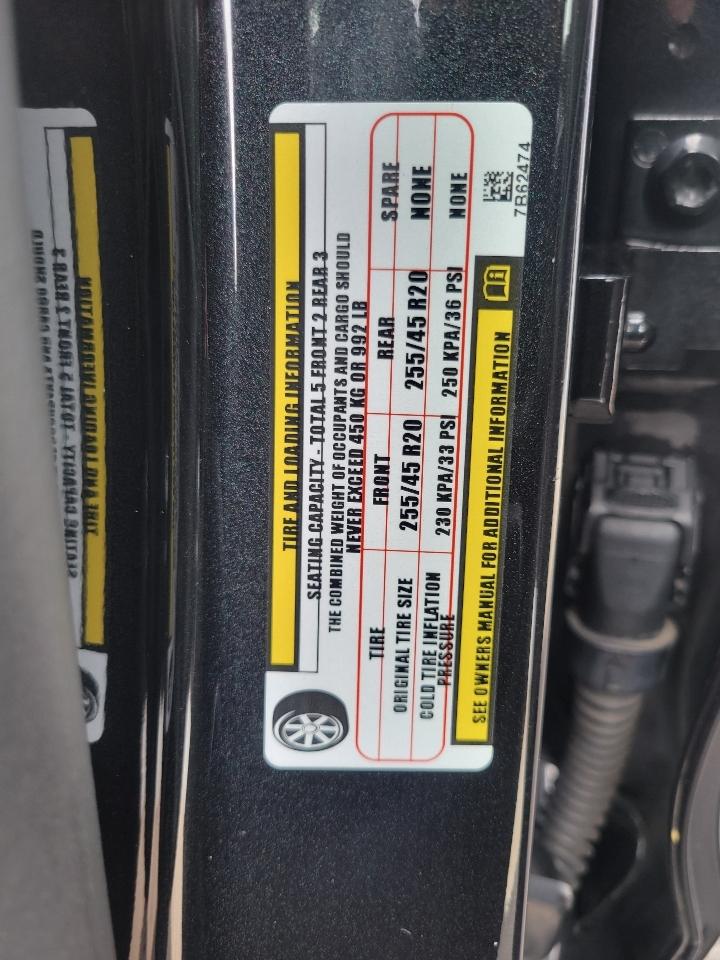 TIRE AND LOADING INFORMATION
SEATING CAPACITY - TOTAL 5 FRONT 2 REAR 3
THE COMBINED WEIGHT OF OCCUPANTS AND CARGO SHOULD
NEVER EXCEED 450 KG OR 992 LB
TIRE FRONT REAR SPARE
ORIGINAL TIRE SIZE 255/45 R20 255/45 R20 NONE
COLD TIRE INFLATION
PRESSURE 230 KPA/33 PSI 250 KPA/36 PSI NONE
SEE OWNERS MANUAL FOR ADDITIONAL INFORMATION
7B62474